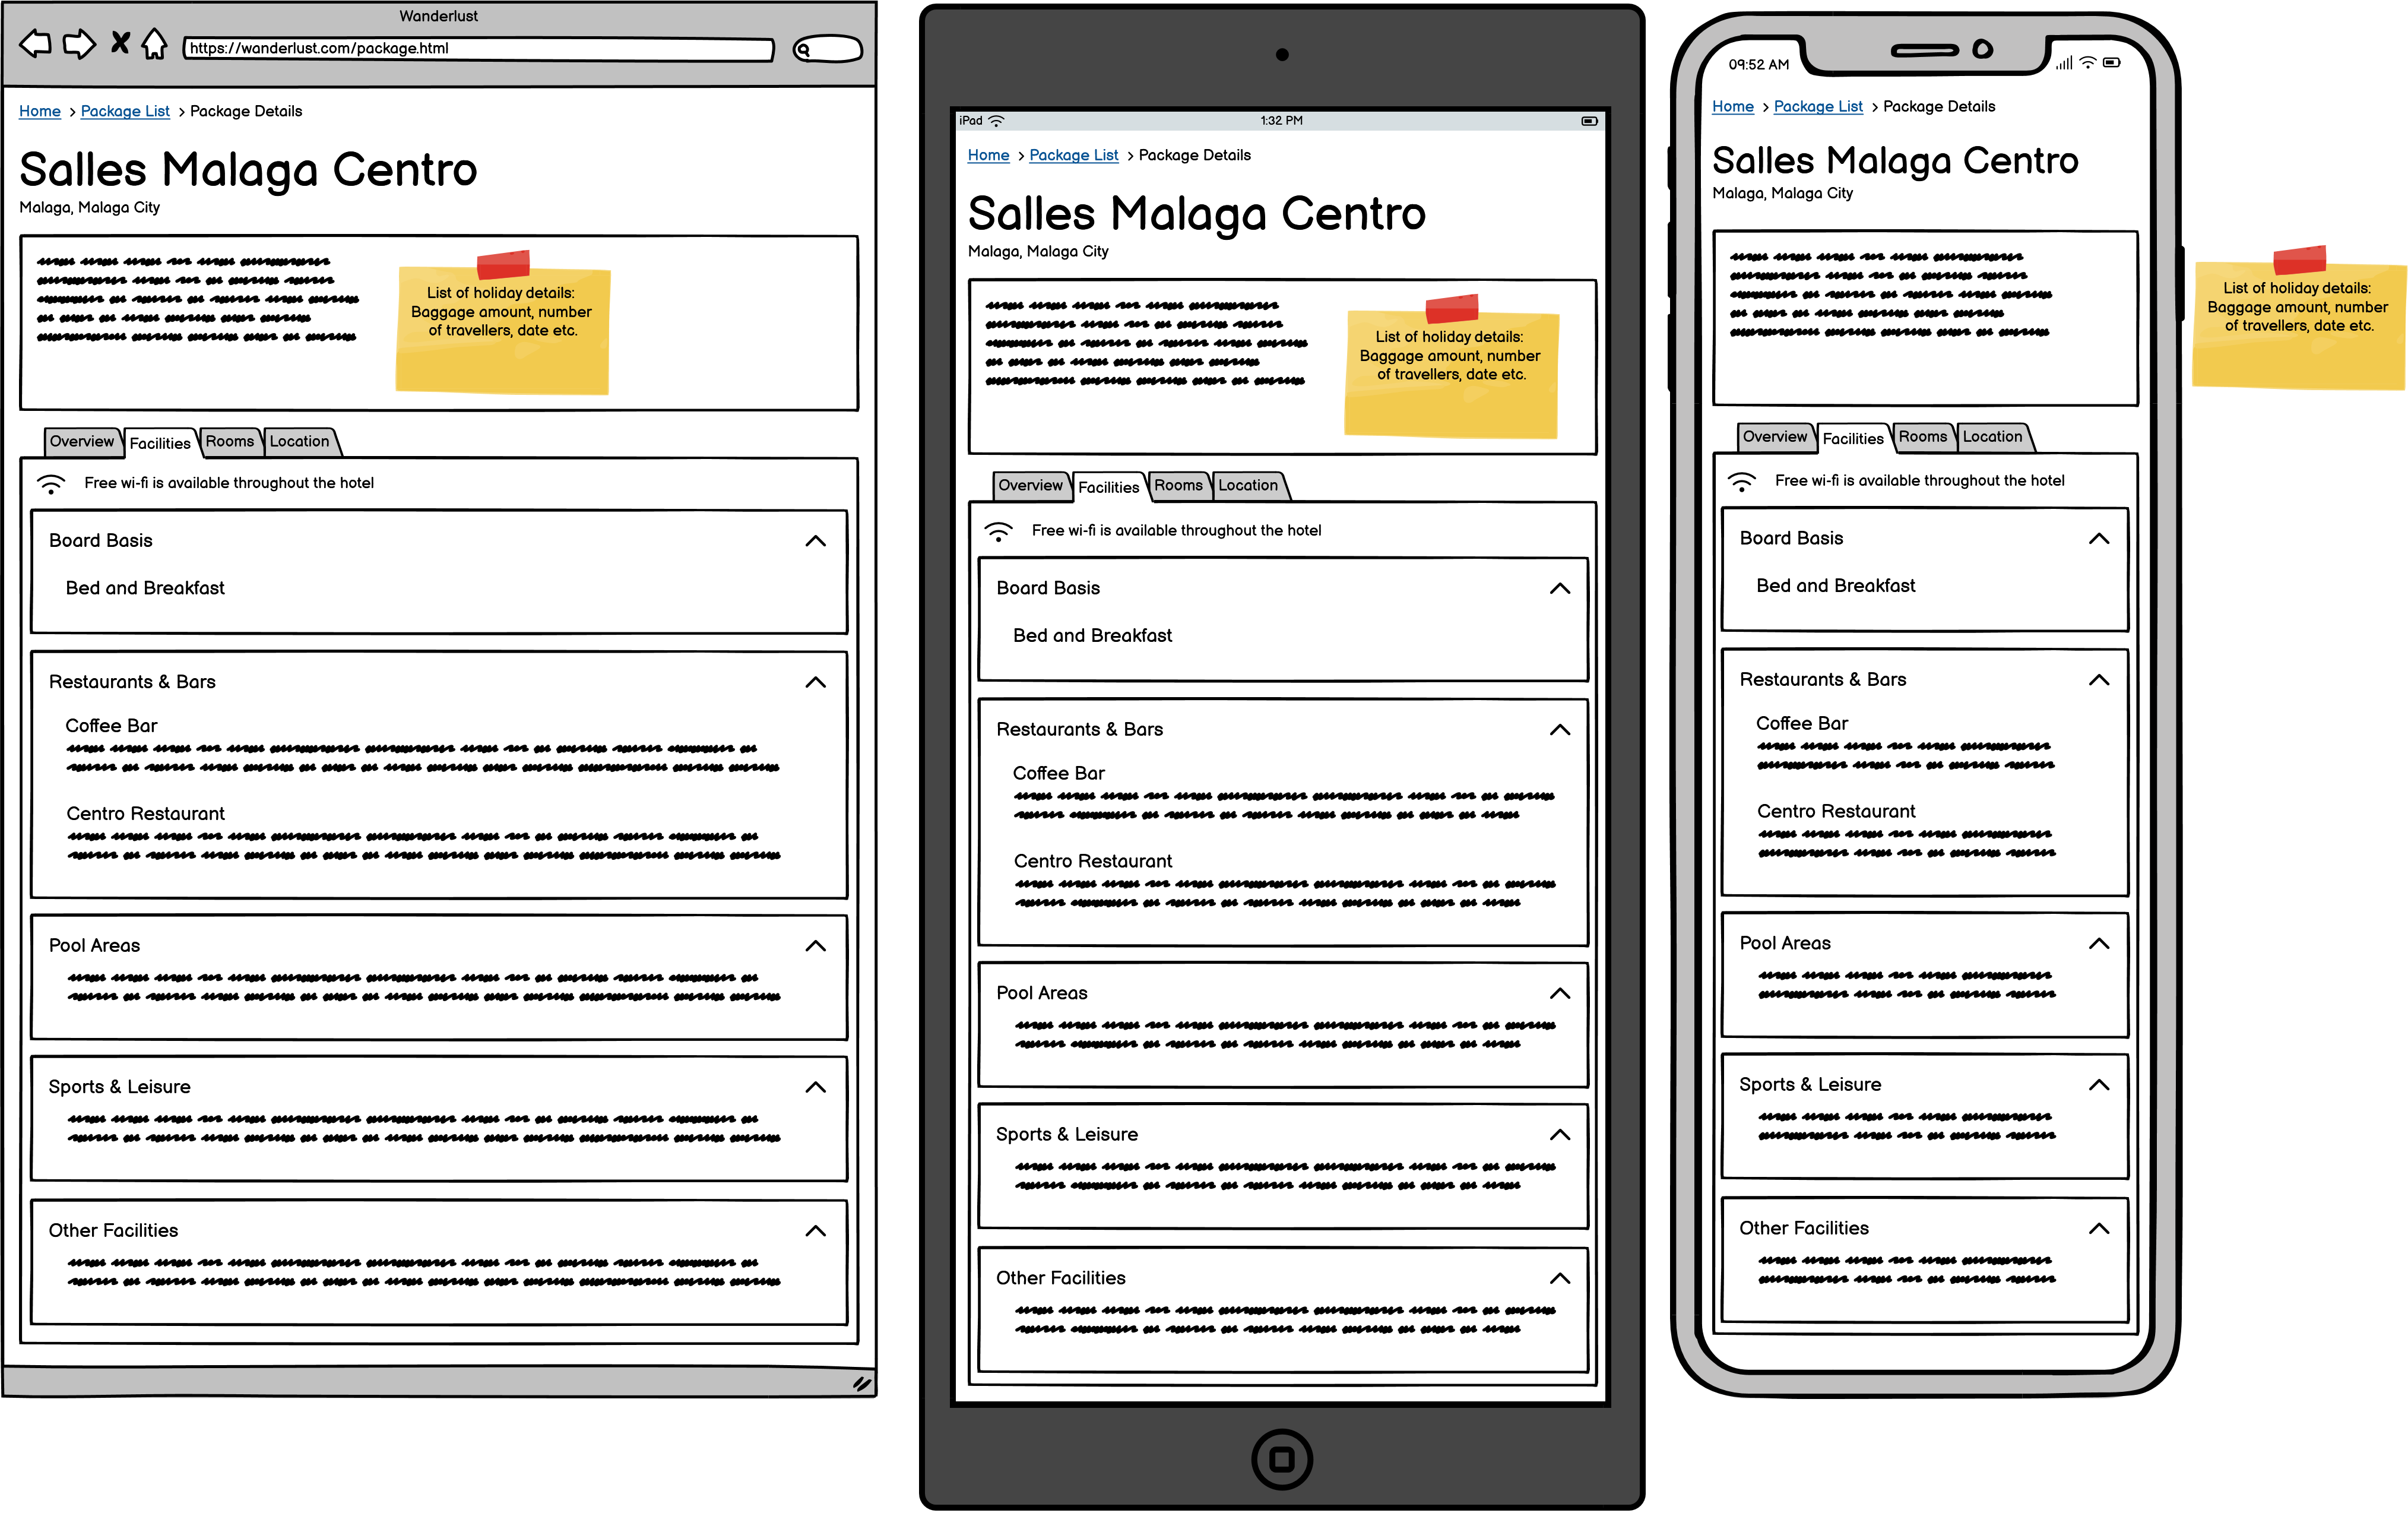 Wanderlust
https://wanderlust.com/package.html
Home > Package List > Package Details
Salles Malaga Centro
Malaga, Malaga City
List of holiday details:
Baggage amount, number
of travellers, date etc.
Overview Facilities Rooms Location
Free wi-fi is available throughout the hotel
Board Basis
Bed and Breakfast
Restaurants & Bars
Coffee Bar
Centro Restaurant
Pool Areas
Sports & Leisure
Other Facilities
iPad 1:32 PM
Home > Package List > Package Details
Salles Malaga Centro
Malaga, Malaga City
List of holiday details:
Baggage amount, number
of travellers, date etc.
Overview Facilities Rooms Location
Free wi-fi is available throughout the hotel
Board Basis
Bed and Breakfast
Restaurants & Bars
Coffee Bar
Centro Restaurant
Pool Areas
Sports & Leisure
Other Facilities
09:52 AM
Home > Package List > Package Details
Salles Malaga Centro
Malaga, Malaga City
List of holiday details:
Baggage amount, number
of travellers, date etc.
Overview Facilities Rooms Location
Free wi-fi is available throughout the hotel
Board Basis
Bed and Breakfast
Restaurants & Bars
Coffee Bar
Centro Restaurant
Pool Areas
Sports & Leisure
Other Facilities